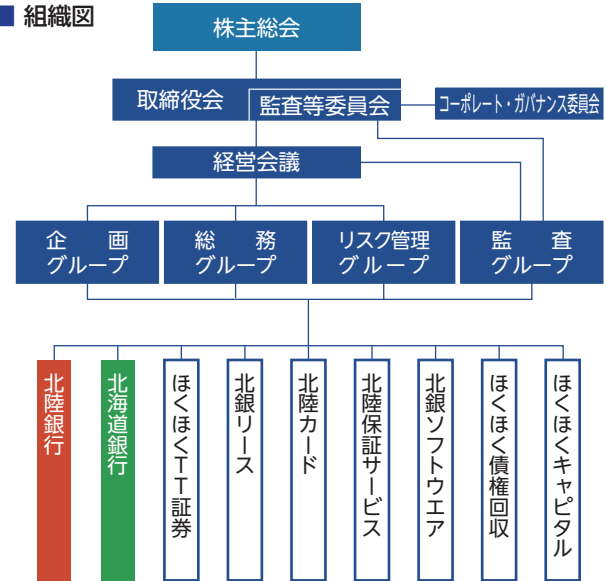 ■ 組織図
株主総会
取締役会
監査等委員会
コーポレート・ガバナンス委員会
経営会議
企画
グループ
総務
グループ
リスク管理
グループ
監査
グループ
北陸銀行
北海道銀行
ほくほくTT証券
北銀リース
北陸カード
北陸保証サービス
北銀ソフトウエア
ほくほく債権回収
ほくほくキャピタル